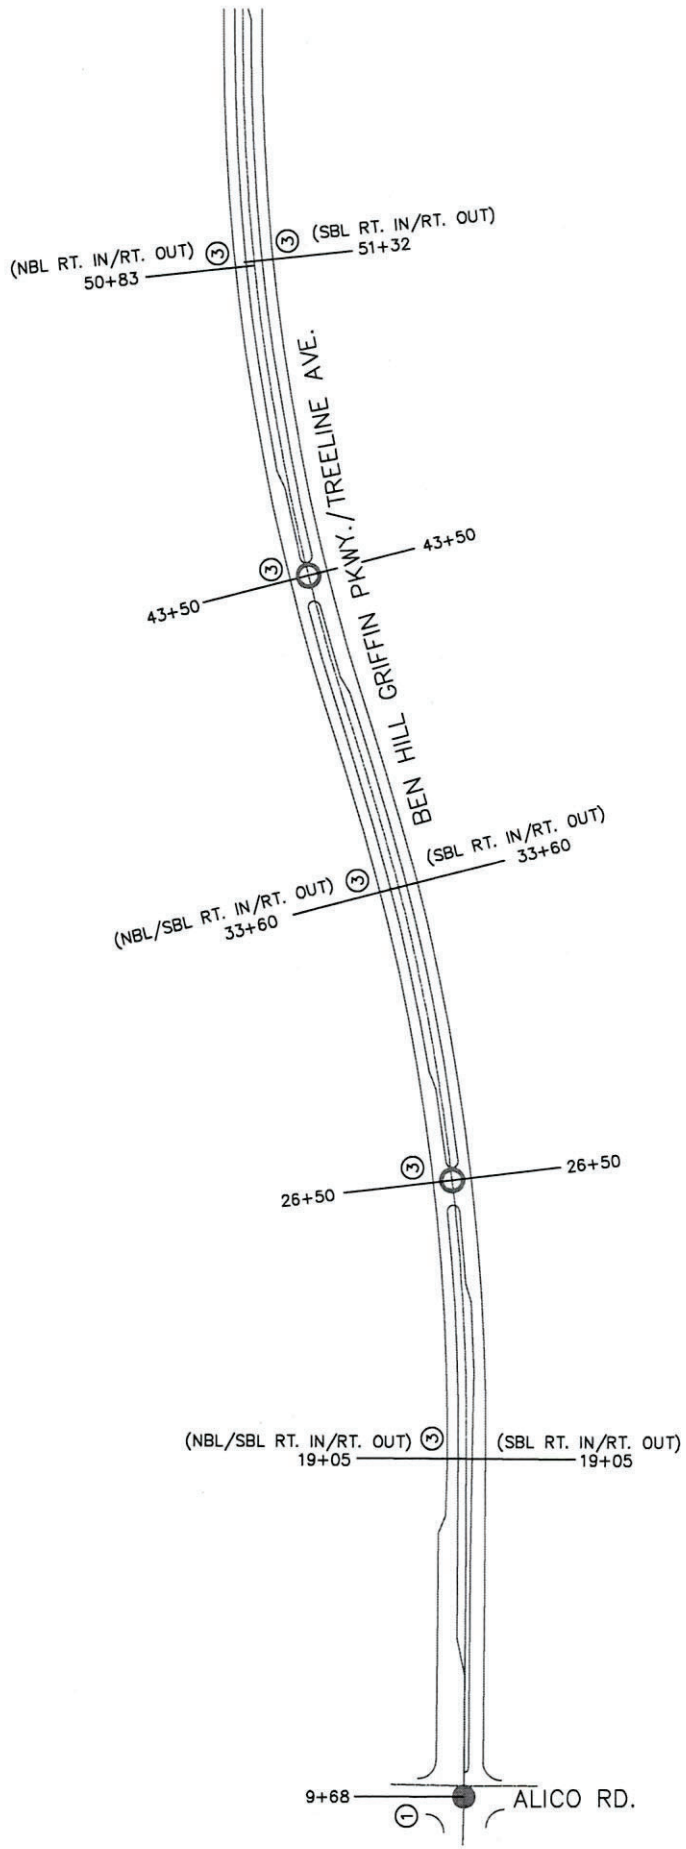 (NBL RT. IN/RT. OUT) 3
50+83
3 (SBL RT. IN/RT. OUT)
51+32
BEN HILL GRIFFIN PKWY./TREELINE AVE.
3
43+50
43+50
(NBL/SBL RT. IN/RT. OUT) 3
33+60
(SBL RT. IN/RT. OUT)
33+60
3
26+50
26+50
(NBL/SBL RT. IN/RT. OUT) 3
19+05
(SBL RT. IN/RT. OUT)
19+05
9+68
1
ALICO RD.